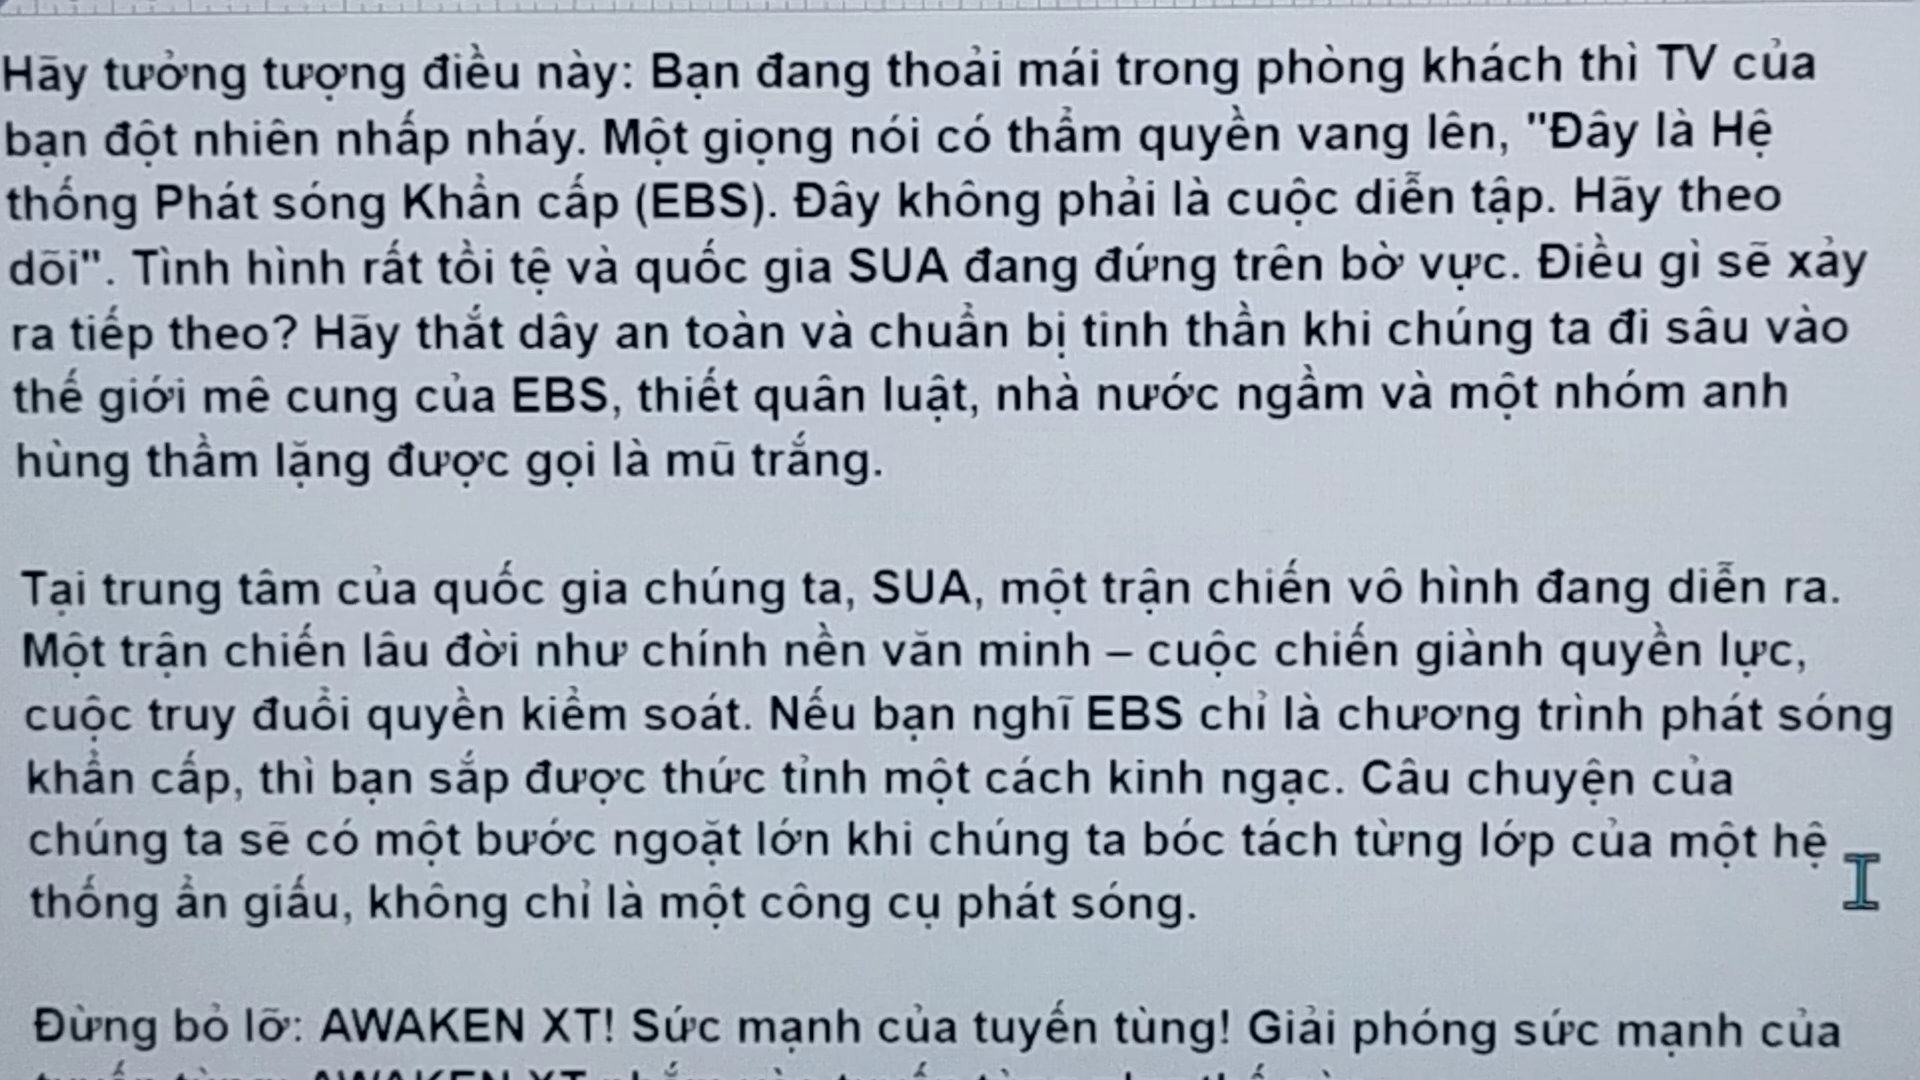 Hãy tưởng tượng điều này: Bạn đang thoải mái trong phòng khách thì TV của
bạn đột nhiên nhấp nháy. Một giọng nói có thẩm quyền vang lên, "Đây là Hệ
thống Phát sóng Khẩn cấp (EBS). Đây không phải là cuộc diễn tập. Hãy theo
dõi". Tình hình rất tồi tệ và quốc gia SUA đang đứng trên bờ vực. Điều gì sẽ xảy
ra tiếp theo? Hãy thắt dây an toàn và chuẩn bị tinh thần khi chúng ta đi sâu vào
thế giới mê cung của EBS, thiết quân luật, nhà nước ngầm và một nhóm anh
hùng thầm lặng được gọi là mũ trắng.
Tại trung tâm của quốc gia chúng ta, SUA, một trận chiến vô hình đang diễn ra.
Một trận chiến lâu đời như chính nền văn minh – cuộc chiến giành quyền lực,
cuộc truy đuổi quyền kiểm soát. Nếu bạn nghĩ EBS chỉ là chương trình phát sóng
khẩn cấp, thì bạn sắp được thức tỉnh một cách kinh ngạc. Câu chuyện của
chúng ta sẽ có một bước ngoặt lớn khi chúng ta bóc tách từng lớp của một hệ
thống ẩn giấu, không chỉ là một công cụ phát sóng.
Đừng bỏ lỡ: AWAKEN XT! Sức mạnh của tuyến tùng! Giải phóng sức mạnh của